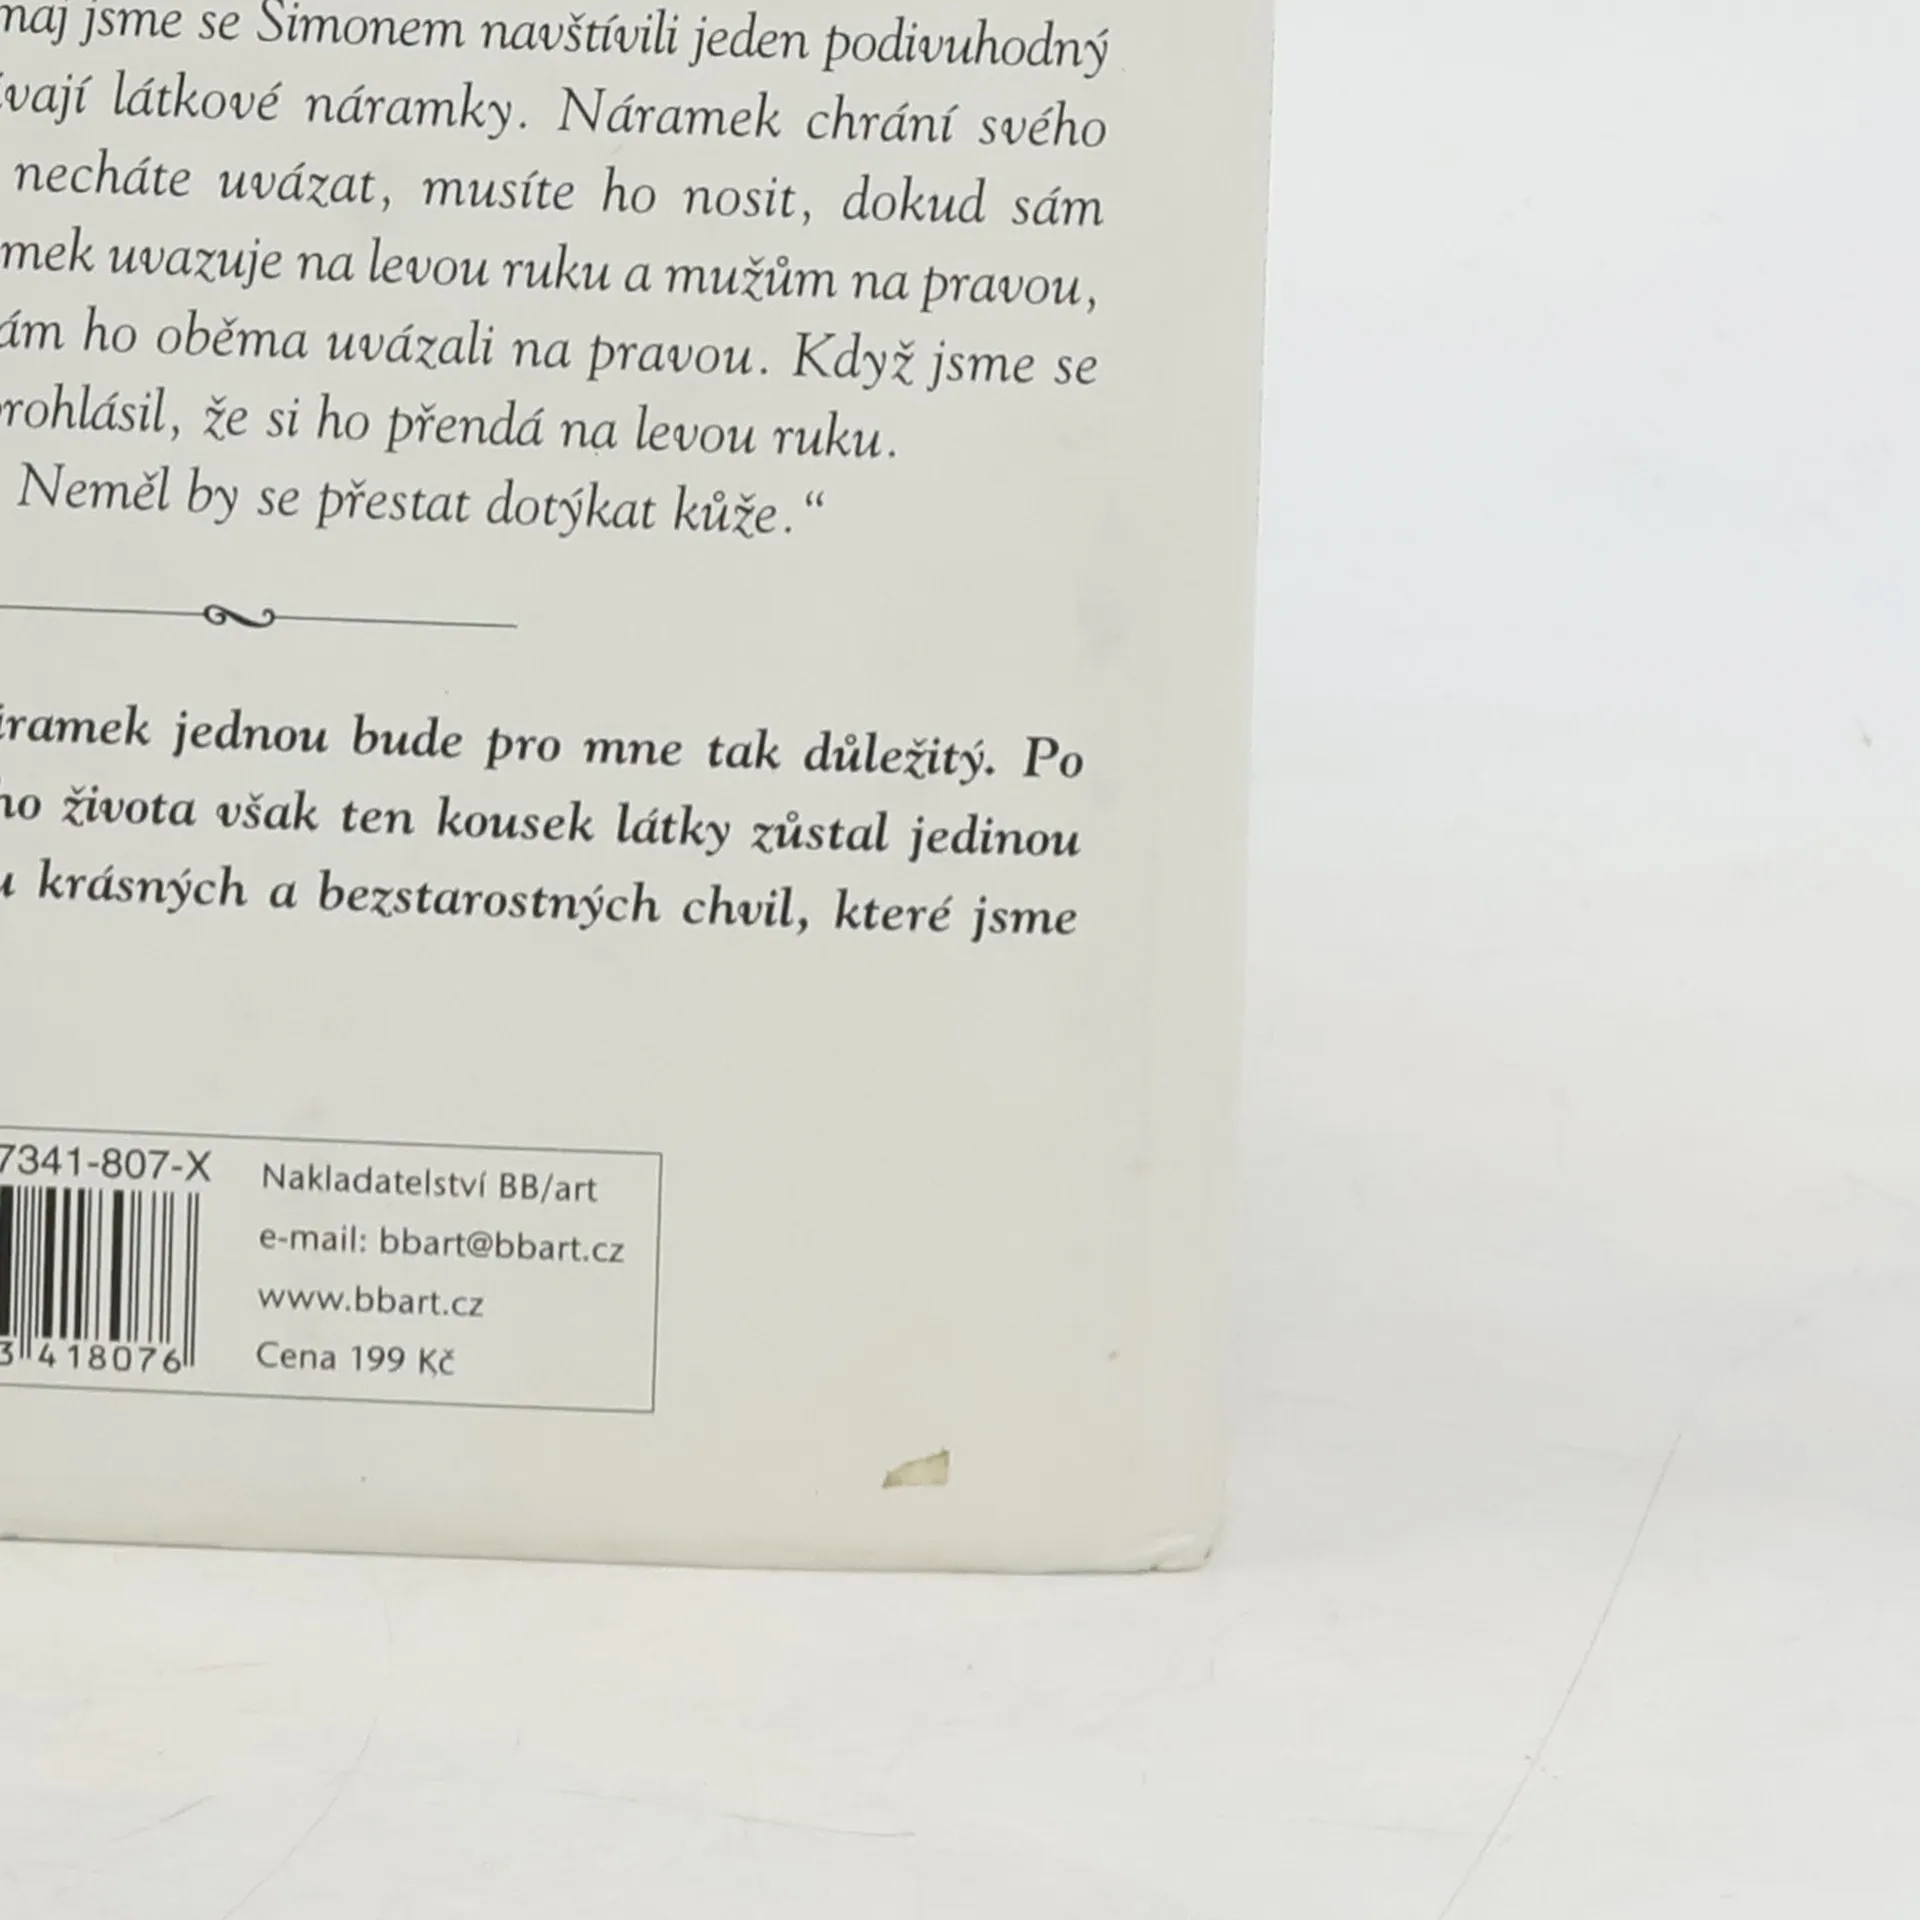 maj jsme se Simonem navštívili jeden podivuhodný
ívají látkové náramky. Náramek chrání svého
necháte uvázat, musíte ho nosit, dokud sám
mek uvazuje na levou ruku a mužům na pravou,
ám ho oběma uvázali na pravou. Když jsme se
rohlásil, že si ho přendá na levou ruku.
Neměl by se přestat dotýkat kůže.“
áramek jednou bude pro mne tak důležitý. Po
ho života však ten kousek látky zůstal jedinou
u krásných a bezstarostných chvil, které jsme
7341-807-X
Nakladatelství BB/art
e-mail: bbart@bbart.cz
www.bbart.cz
Cena 199 Kč
3 418076